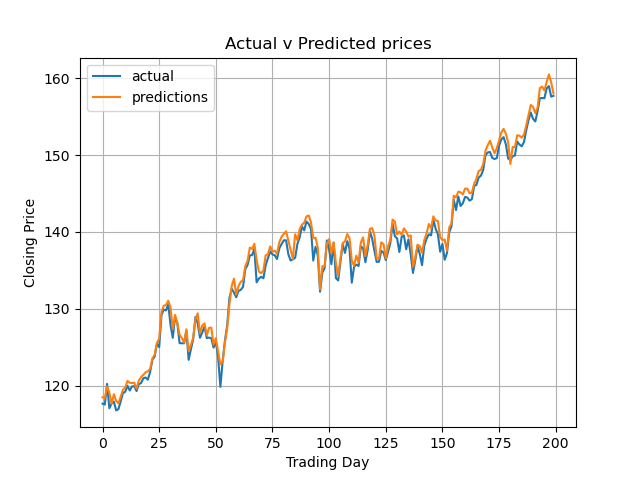 Actual v Predicted prices
actual
predictions
Closing Price
160
150
140
130
120
0 25 50 75 100 125 150 175 200
Trading Day